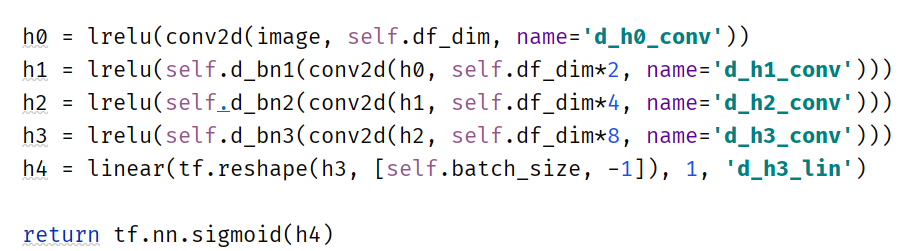 h0 = lrelu(conv2d(image, self.df_dim, name='d_h0_conv'))
h1 = lrelu(self.d_bn1(conv2d(h0, self.df_dim*2, name='d_h1_conv')))
h2 = lrelu(self.d_bn2(conv2d(h1, self.df_dim*4, name='d_h2_conv')))
h3 = lrelu(self.d_bn3(conv2d(h2, self.df_dim*8, name='d_h3_conv')))
h4 = linear(tf.reshape(h3, [self.batch_size, -1]), 1, 'd_h3_lin')
return tf.nn.sigmoid(h4)